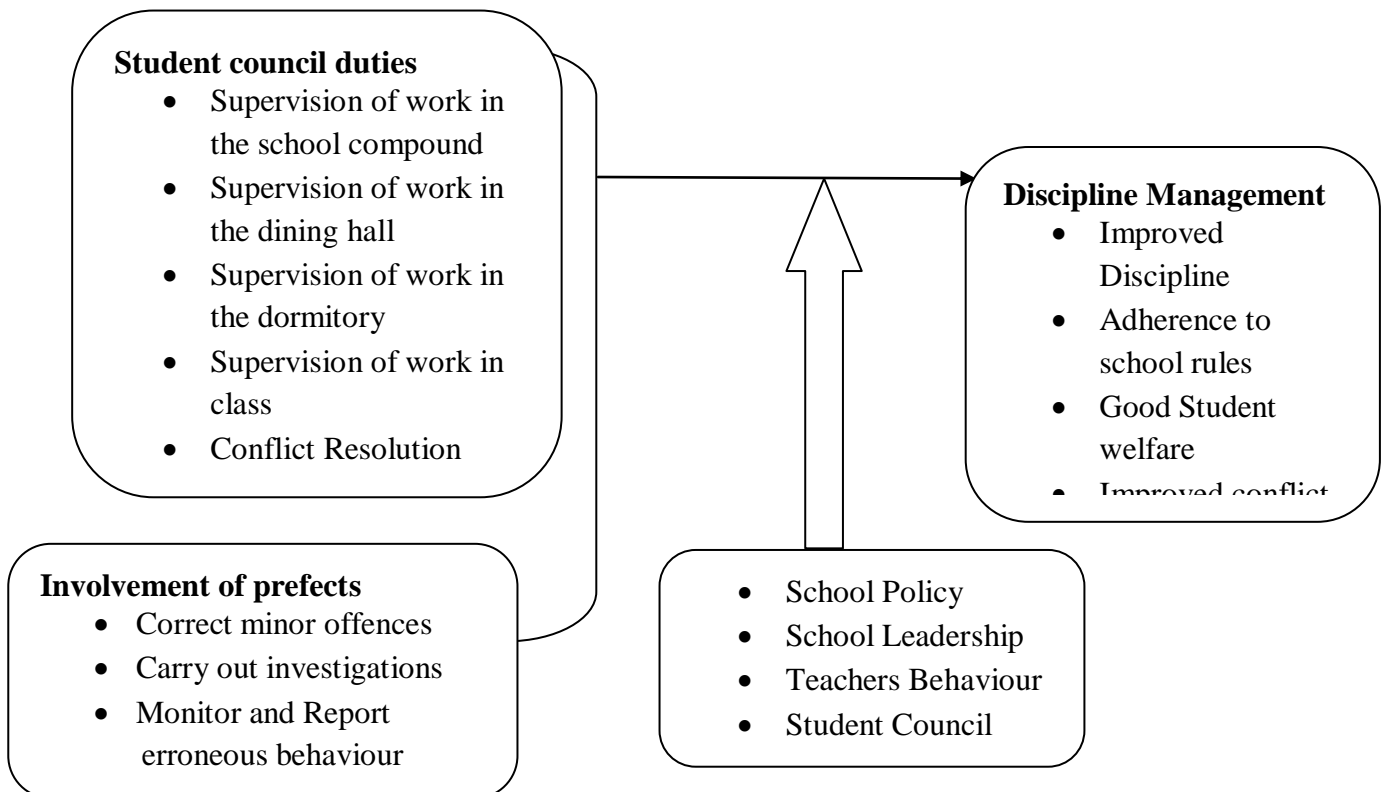 Student council duties
• Supervision of work in
the school compound
• Supervision of work in
the dining hall
• Supervision of work in
the dormitory
• Supervision of work in
class
• Conflict Resolution
Involvement of prefects
• Correct minor offences
• Carry out investigations
• Monitor and Report
erroneous behaviour
• School Policy
• School Leadership
• Teachers Behaviour
• Student Council
Discipline Management
• Improved
Discipline
• Adherence to
school rules
• Good Student
welfare
• Improved conflict